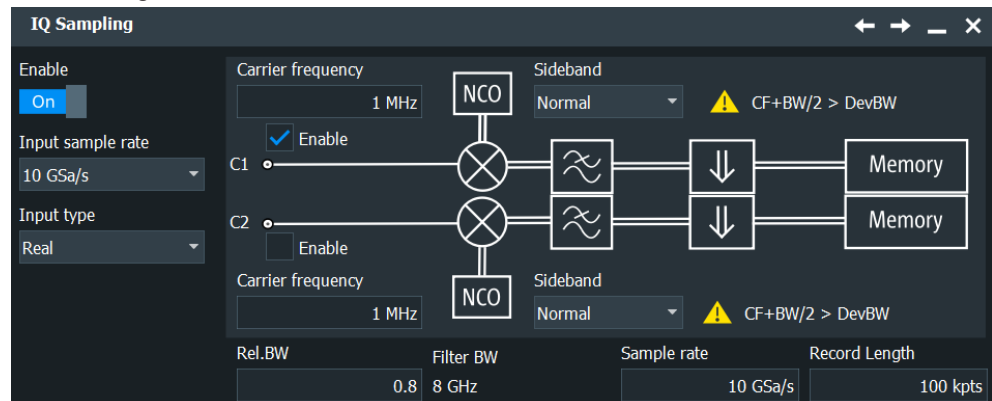 IQ Sampling
Enable
On
Input sample rate
10 GSa/s
Input type
Real
Carrier frequency
1 MHz
Enable
NCO
Sideband
Normal
CF+BW/2 > DevBW
C1
Memory
C2
Memory
Enable
Carrier frequency
1 MHz
NCO
Sideband
Normal
CF+BW/2 > DevBW
Rel.BW
0.8
Filter BW
8 GHz
Sample rate
10 GSa/s
Record Length
100 kpts